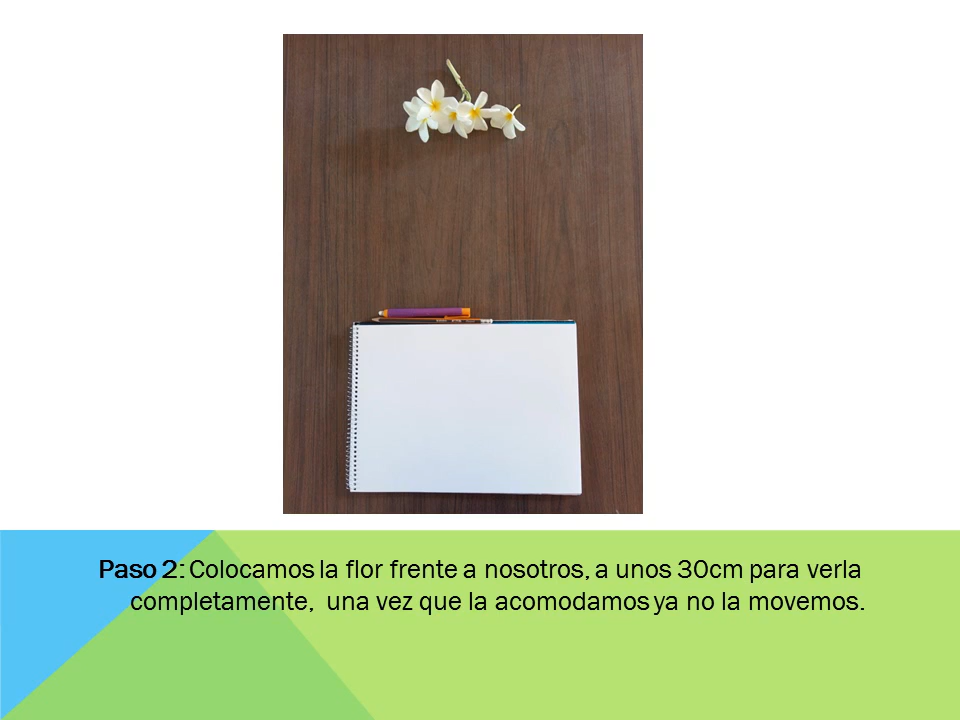 Paso 2: Colocamos la flor frente a nosotros, a unos 30cm para verla
completamente,  una vez que la acomodamos ya no la movemos.